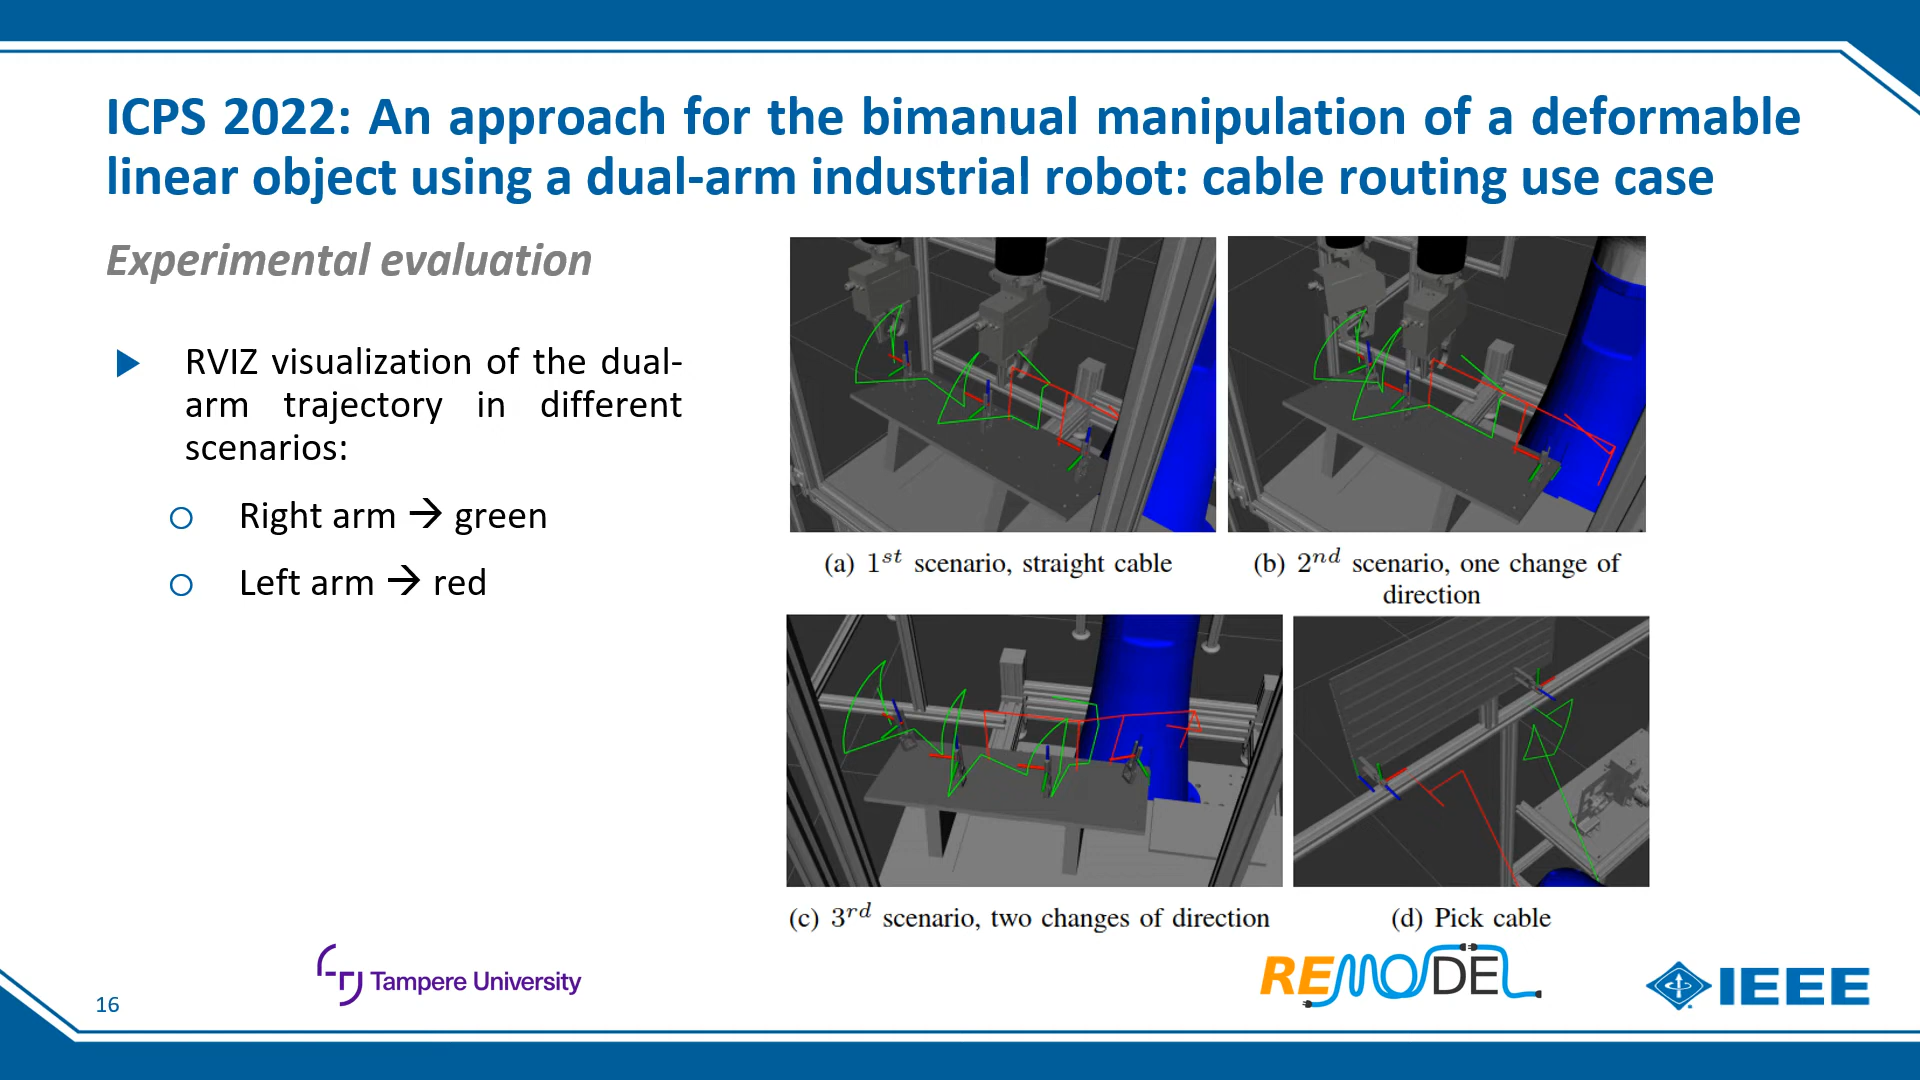 ICPS 2022: An approach for the bimanual manipulation of a deformable
linear object using a dual-arm industrial robot: cable routing use case
Experimental evaluation
RVIZ visualization of the dual-
arm trajectory in different
scenarios:
Right arm → green
Left arm → red
(a) 1st scenario, straight cable
(b) 2nd scenario, one change of
direction
(c) 3rd scenario, two changes of direction
(d) Pick cable
Tampere University
REMODEL
IEEE
16